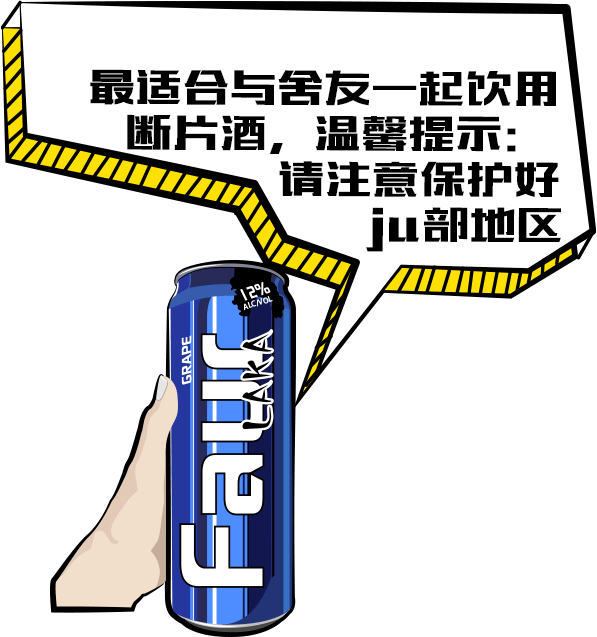 最适合与舍友一起饮用
断片酒，温馨提示：
请注意保护好
ju部地区
12%
ALC/VOL
GRAPE
LAKA